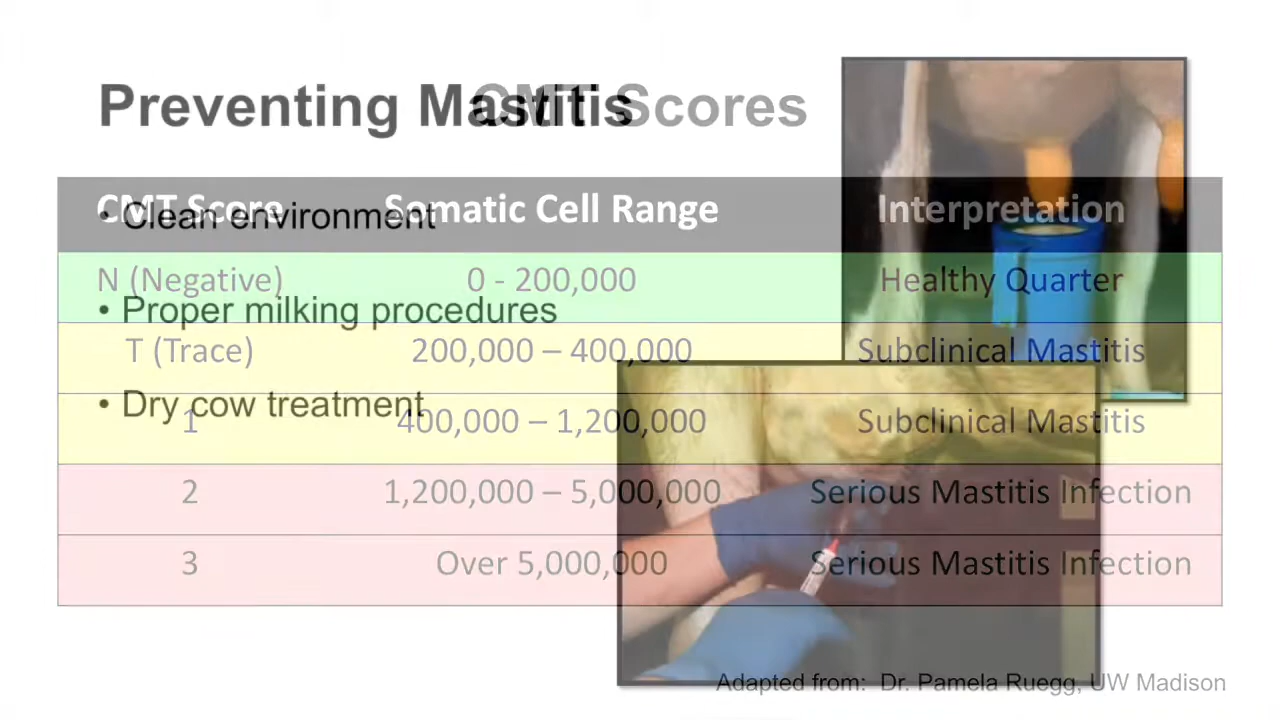 Preventing Mastitis
CMT Scores
CMT Score Somatic Cell Range Interpretation
• Clean environment
N (Negative) 0 - 200,000 Healthy Quarter
• Proper milking procedures
T (Trace) 200,000 – 400,000 Subclinical Mastitis
• Dry cow treatment
1 400,000 – 1,200,000 Subclinical Mastitis
2 1,200,000 – 5,000,000 Serious Mastitis Infection
3 Over 5,000,000 Serious Mastitis Infection
Adapted from: Dr. Pamela Ruegg, UW Madison